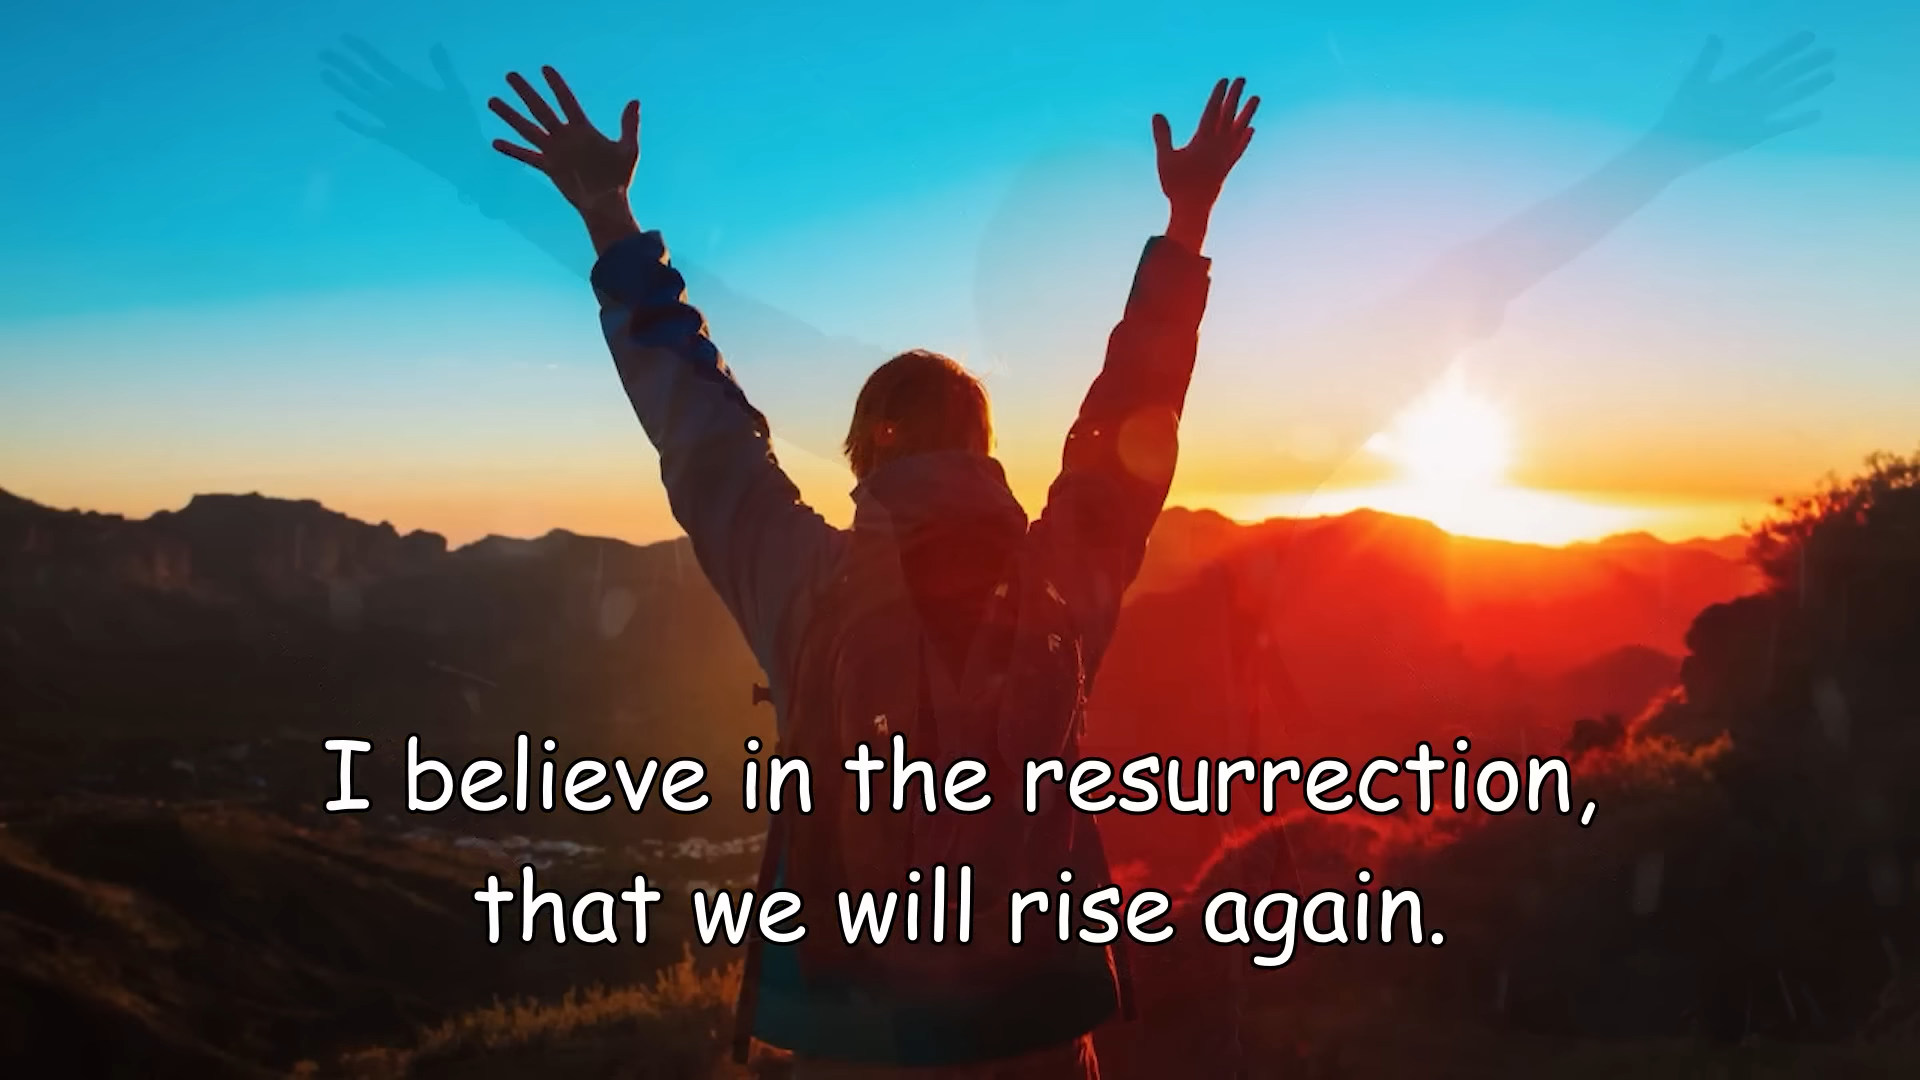 I believe in the resurrection,
that we will rise again.